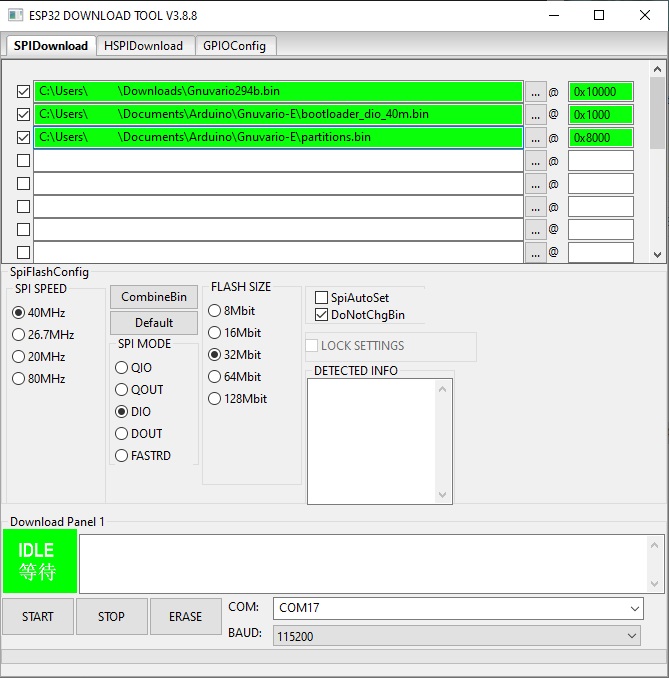 ESP32 DOWNLOAD TOOL V3.8.8
SPIDownload HSPIDownload GPIOConfig
C:\Users\ \Downloads\Gnuvario294b.bin ... @ 0x10000
C:\Users\ \Documents\Arduino\Gnuvario-E\bootloader_dio_40m.bin ... @ 0x1000
C:\Users\ \Documents\Arduino\Gnuvario-E\partitions.bin ... @ 0x8000
... @
... @
... @
... @
... @
SpiFlashConfig
SPI SPEED
40MHz
26.7MHz
20MHz
80MHz
CombineBin
Default
SPI MODE
QIO
QOUT
DIO
DOUT
FASTRD
FLASH SIZE
8Mbit
16Mbit
32Mbit
64Mbit
128Mbit
SpiAutoSet
DoNotChgBin
LOCK SETTINGS
DETECTED INFO
Download Panel 1
IDLE
等待
START STOP ERASE
COM: COM17
BAUD: 115200